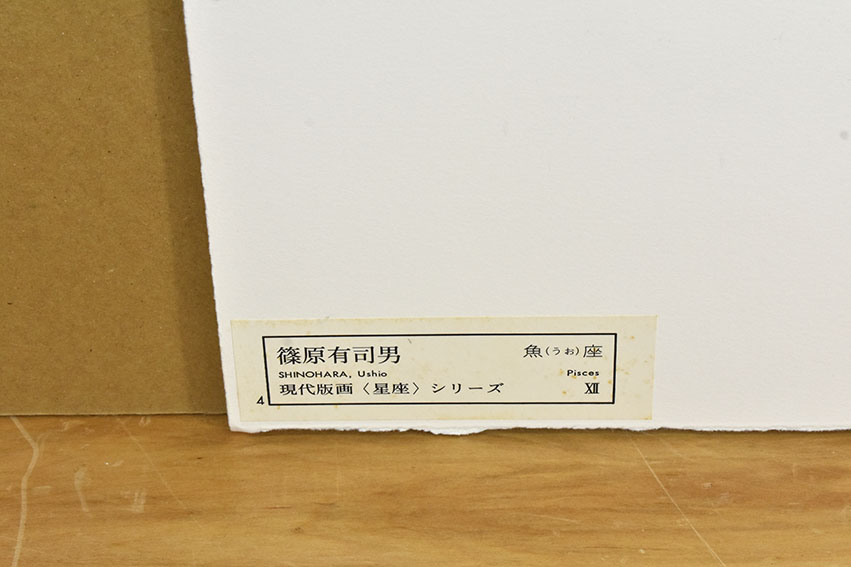 篠原有司男 魚(うお)座
SHINOHARA, Ushio Pisces
現代版画〈星座〉シリーズ XII
4